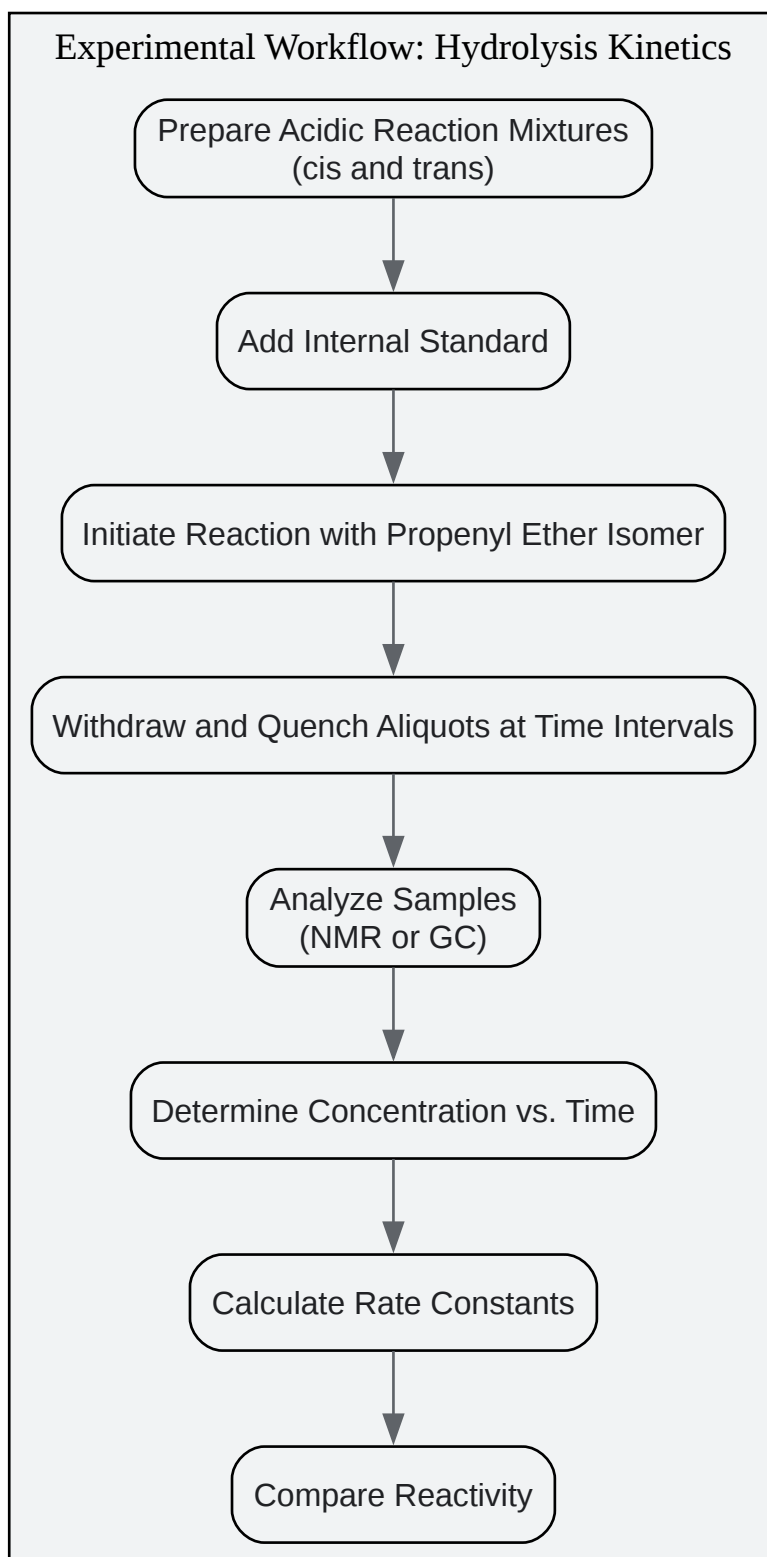 Experimental Workflow: Hydrolysis Kinetics
Prepare Acidic Reaction Mixtures
(cis and trans)
Add Internal Standard
Initiate Reaction with Propenyl Ether Isomer
Withdraw and Quench Aliquots at Time Intervals
Analyze Samples
(NMR or GC)
Determine Concentration vs. Time
Calculate Rate Constants
Compare Reactivity